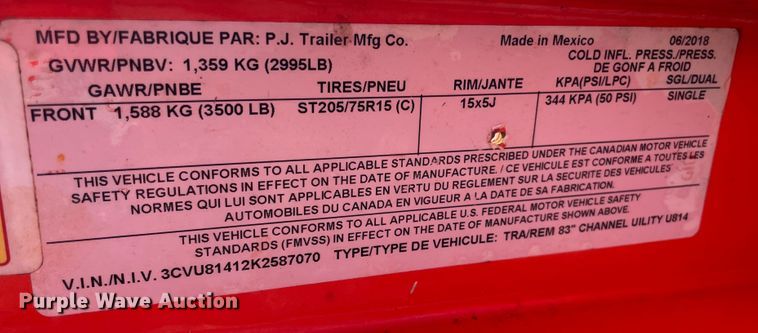 MFD BY/FABRIQUE PAR: P.J. Trailer Mfg Co. Made in Mexico 06/2018
GVWR/PNBV: 1,359 KG (2995LB) COLD INFL. PRESS./PRESS.
DE GONF A FROID
GAWR/PNBE TIRES/PNEU RIM/JANTE KPA(PSI/LPC) SGL/DUAL
FRONT 1,588 KG (3500 LB) ST205/75R15 (C) 15x5J 344 KPA (50 PSI) SINGLE
THIS VEHICLE CONFORMS TO ALL APPLICABLE STANDARDS PRESCRIBED UNDER THE CANADIAN MOTOR VEHICLE
SAFETY REGULATIONS IN EFFECT ON THE DATE OF MANUFACTURE. / CE VEHICULE EST CONFORME A TOUTES LES
NORMES QUI LUI SONT APPLICABLES EN VERTU DU REGLEMENT SUR LA SECURITE DES VEHICULES
AUTOMOBILES DU CANADA EN VIGUEUR A LA DATE DE SA FABRICATION.
THIS VEHICLE CONFORMS TO ALL APPLICABLE U.S. FEDERAL MOTOR VEHICLE SAFETY
STANDARDS (FMVSS) IN EFFECT ON THE DATE OF MANUFACTURE SHOWN ABOVE.
V.I.N./N.I.V. 3CVU81412K2587070 TYPE/TYPE DE VEHICULE: TRA/REM 83" CHANNEL UILITY U814
Purple Wave Auction